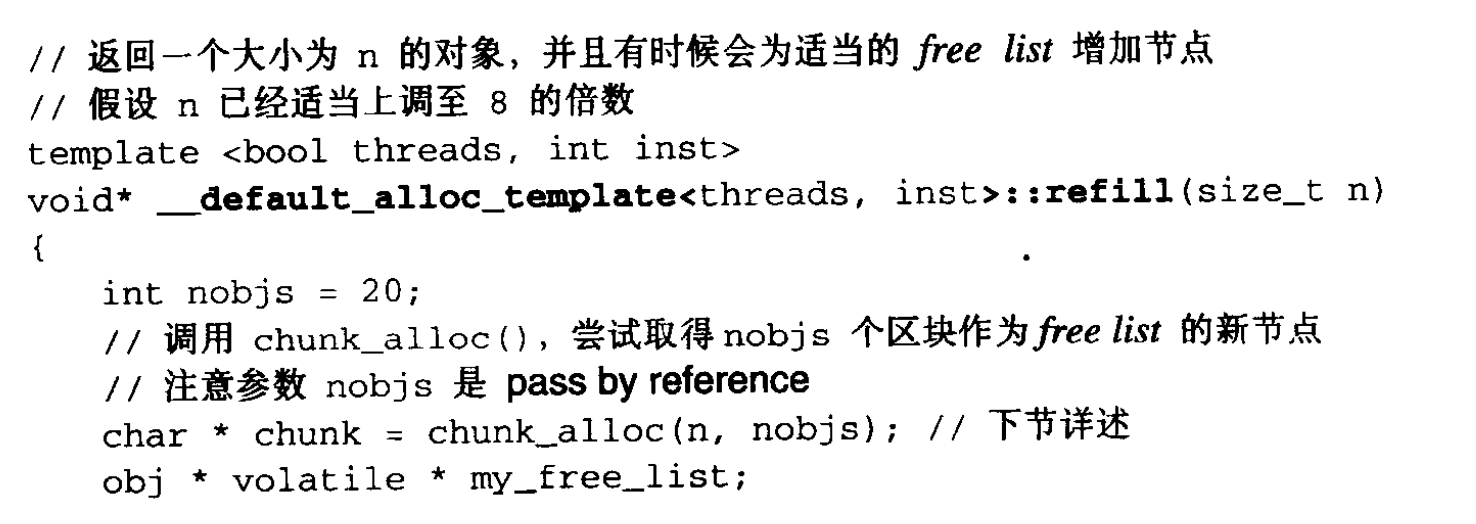 // 返回一个大小为 n 的对象，并且有时候会为适当的 free list 增加节点
// 假设 n 已经适当上调至 8 的倍数
template <bool threads, int inst>
void* __default_alloc_template<threads, inst>::refill(size_t n)
{
    int nobjs = 20;
    // 调用 chunk_alloc()，尝试取得 nobjs 个区块作为 free list 的新节点
    // 注意参数 nobjs 是 pass by reference
    char * chunk = chunk_alloc(n, nobjs); // 下节详述
    obj * volatile * my_free_list;